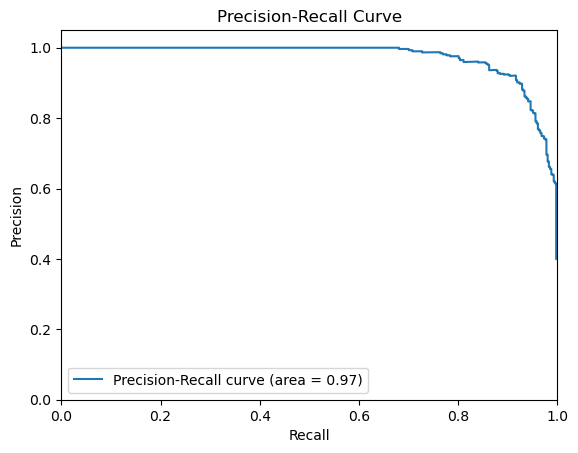 Precision-Recall Curve
1.0
0.8
0.6
0.4
0.2
0.0
Precision
Precision-Recall curve (area = 0.97)
0.0 0.2 0.4 0.6 0.8 1.0
Recall